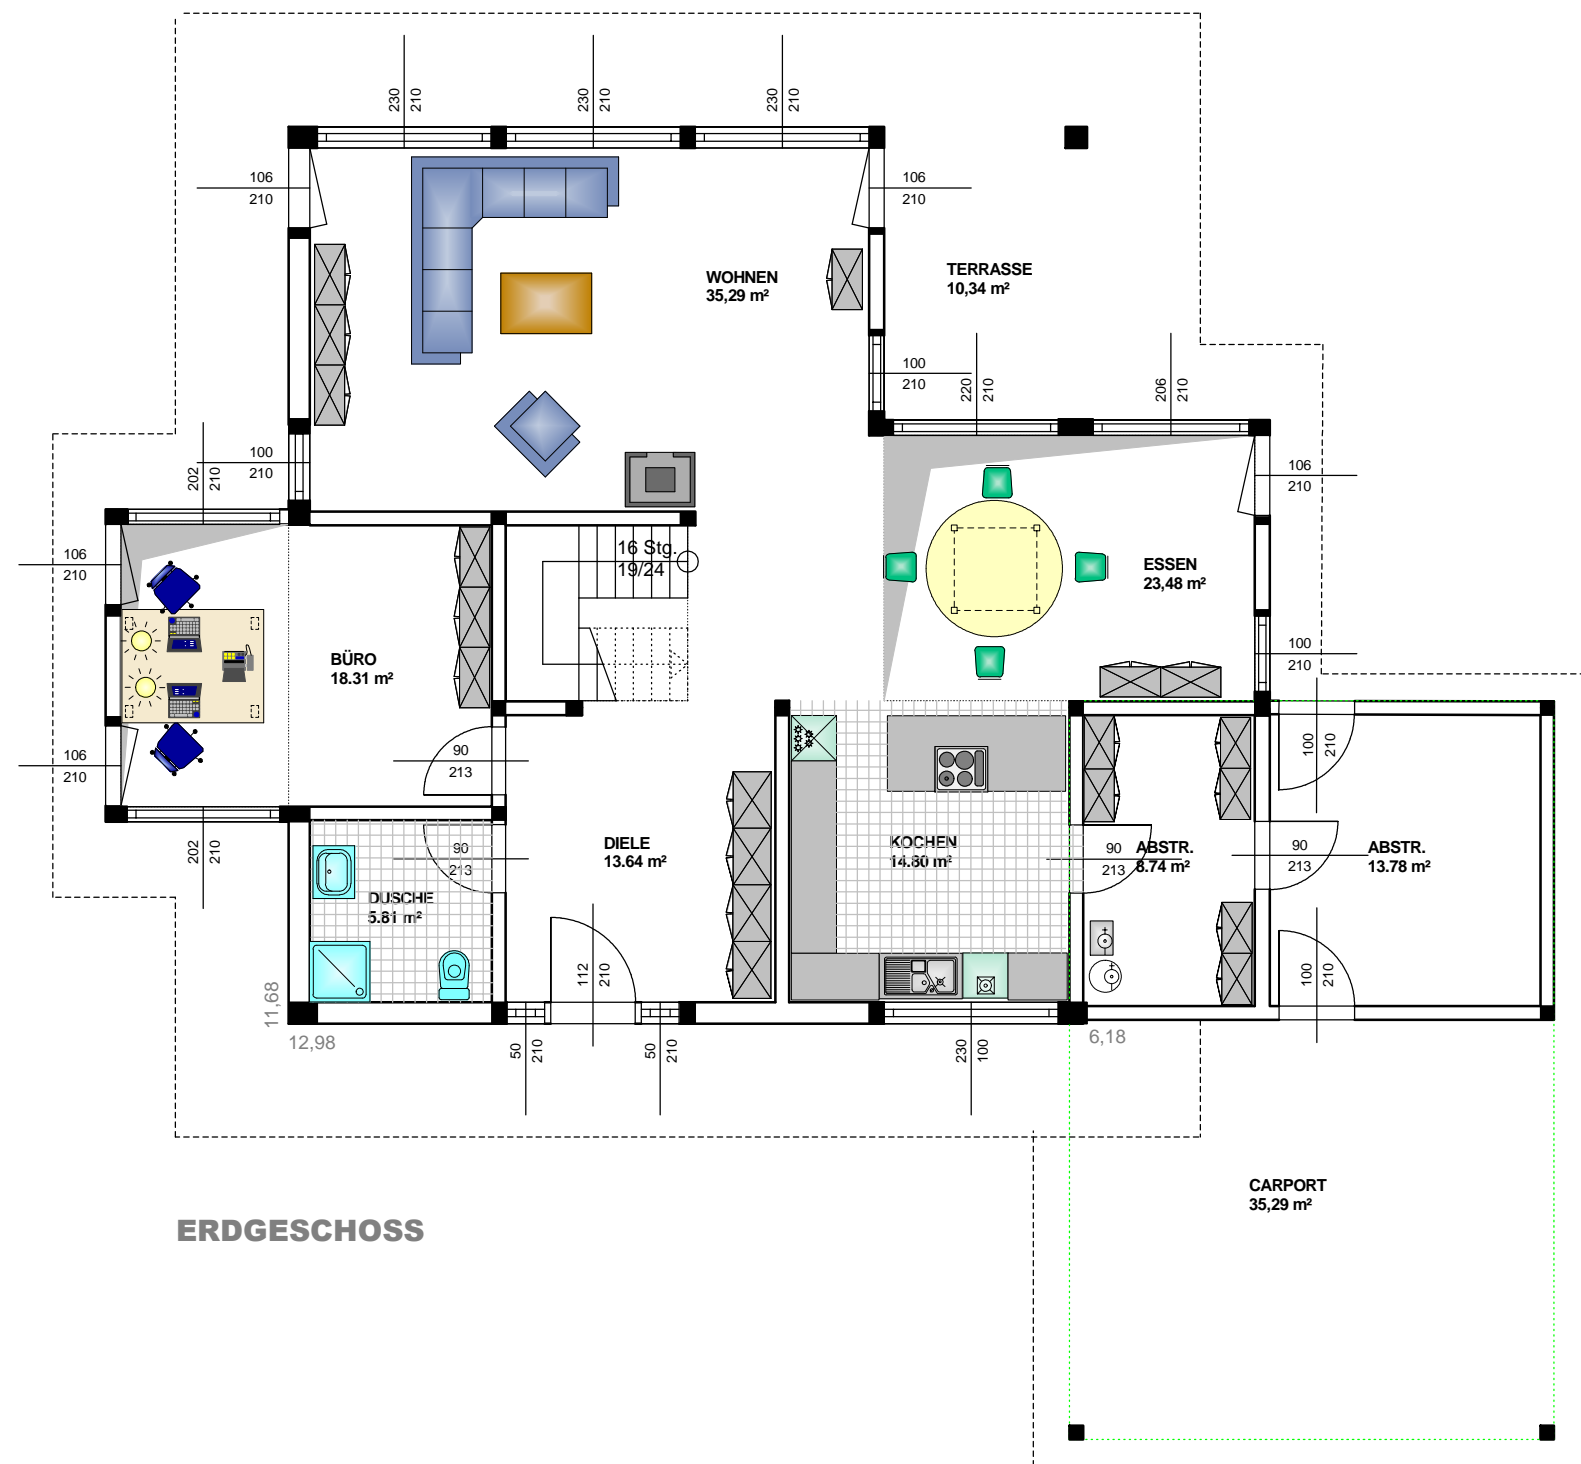 230
210
230
210
230
210
106
210
106
210
WOHNEN
35,29 m²
TERRASSE
10,34 m²
100
210
220
210
206
210
100
210
202
210
106
210
106
210
16 Stg.
19/24
ESSEN
23,48 m²
BÜRO
18.31 m²
100
210
106
210
90
213
100
210
202
210
90
213
DIELE
13.64 m²
KOCHEN
14.80 m²
90
213
ABSTR.
8.74 m²
90
213
ABSTR.
13.78 m²
DUSCHE
5.81 m²
112
210
100
210
11,68
12,98
50
210
50
210
230
100
6,18
CARPORT
35,29 m²
ERDGESCHOSS